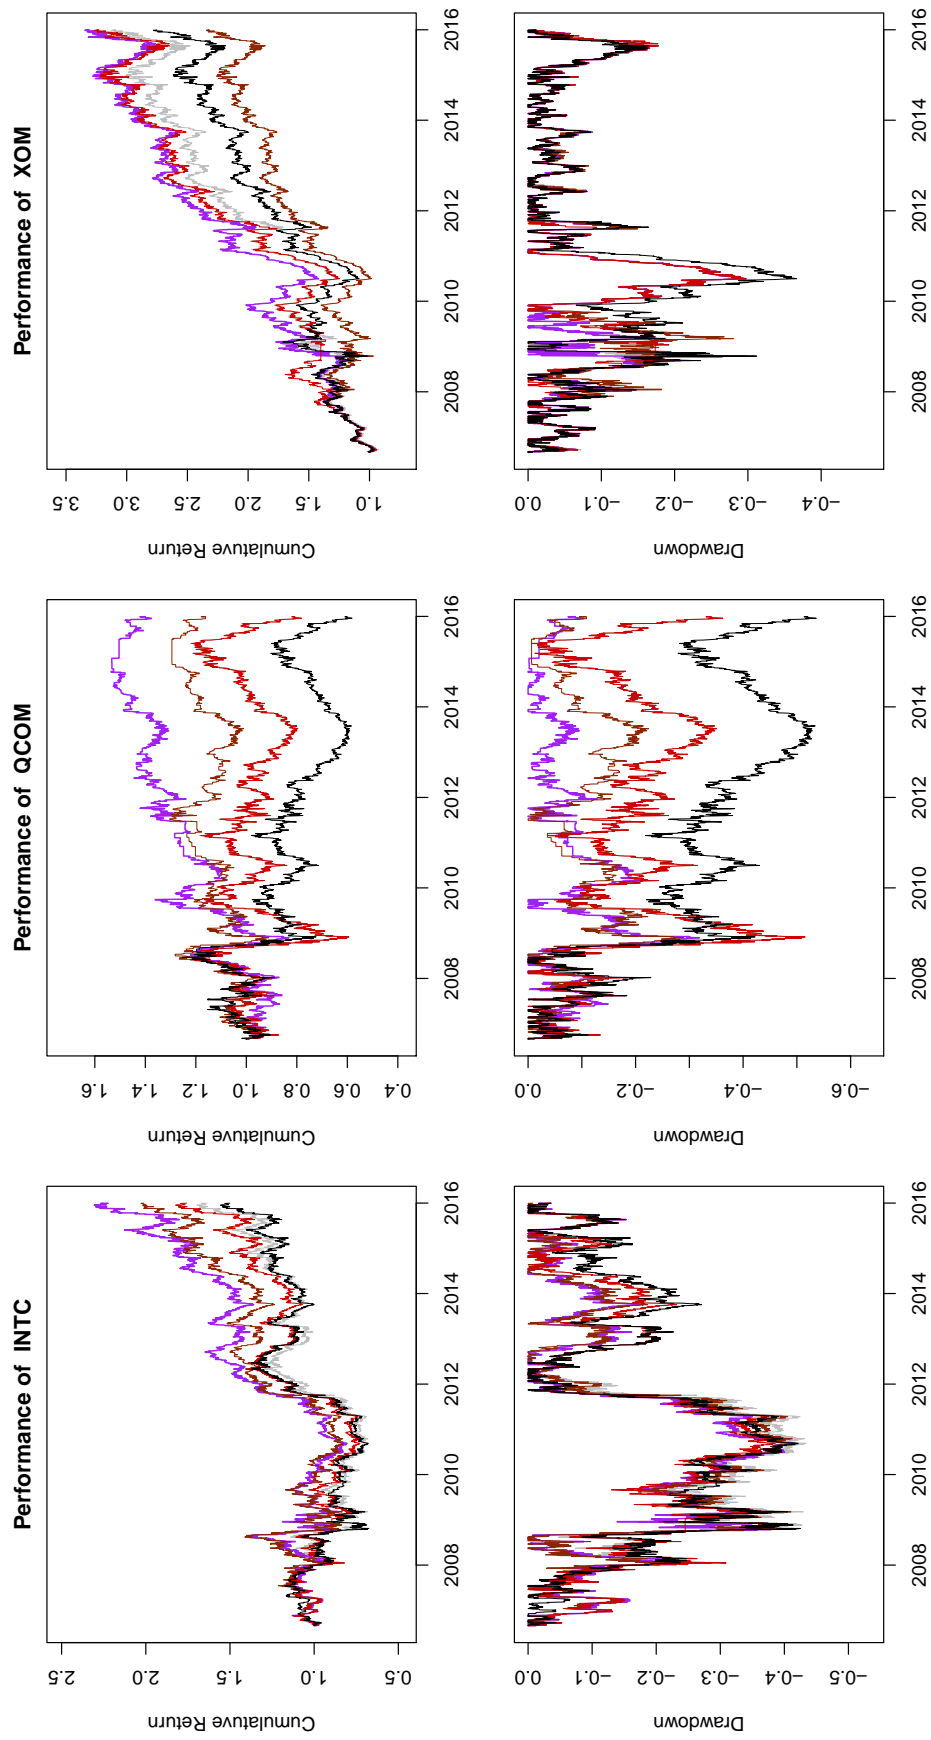 Performance of INTC
Cumulatuve Return
2.5
2.0
1.5
1.0
0.5
2008 2010 2012 2014 2016
Drawdown
0.0
−0.1
−0.2
−0.3
−0.4
−0.5
2008 2010 2012 2014 2016
Performance of QCOM
Cumulatuve Return
1.6
1.4
1.2
1.0
0.8
0.6
0.4
2008 2010 2012 2014 2016
Drawdown
0.0
−0.2
−0.4
−0.6
2008 2010 2012 2014 2016
Performance of XOM
Cumulatuve Return
3.5
3.0
2.5
2.0
1.5
1.0
2008 2010 2012 2014 2016
Drawdown
0.0
−0.1
−0.2
−0.3
−0.4
2008 2010 2012 2014 2016